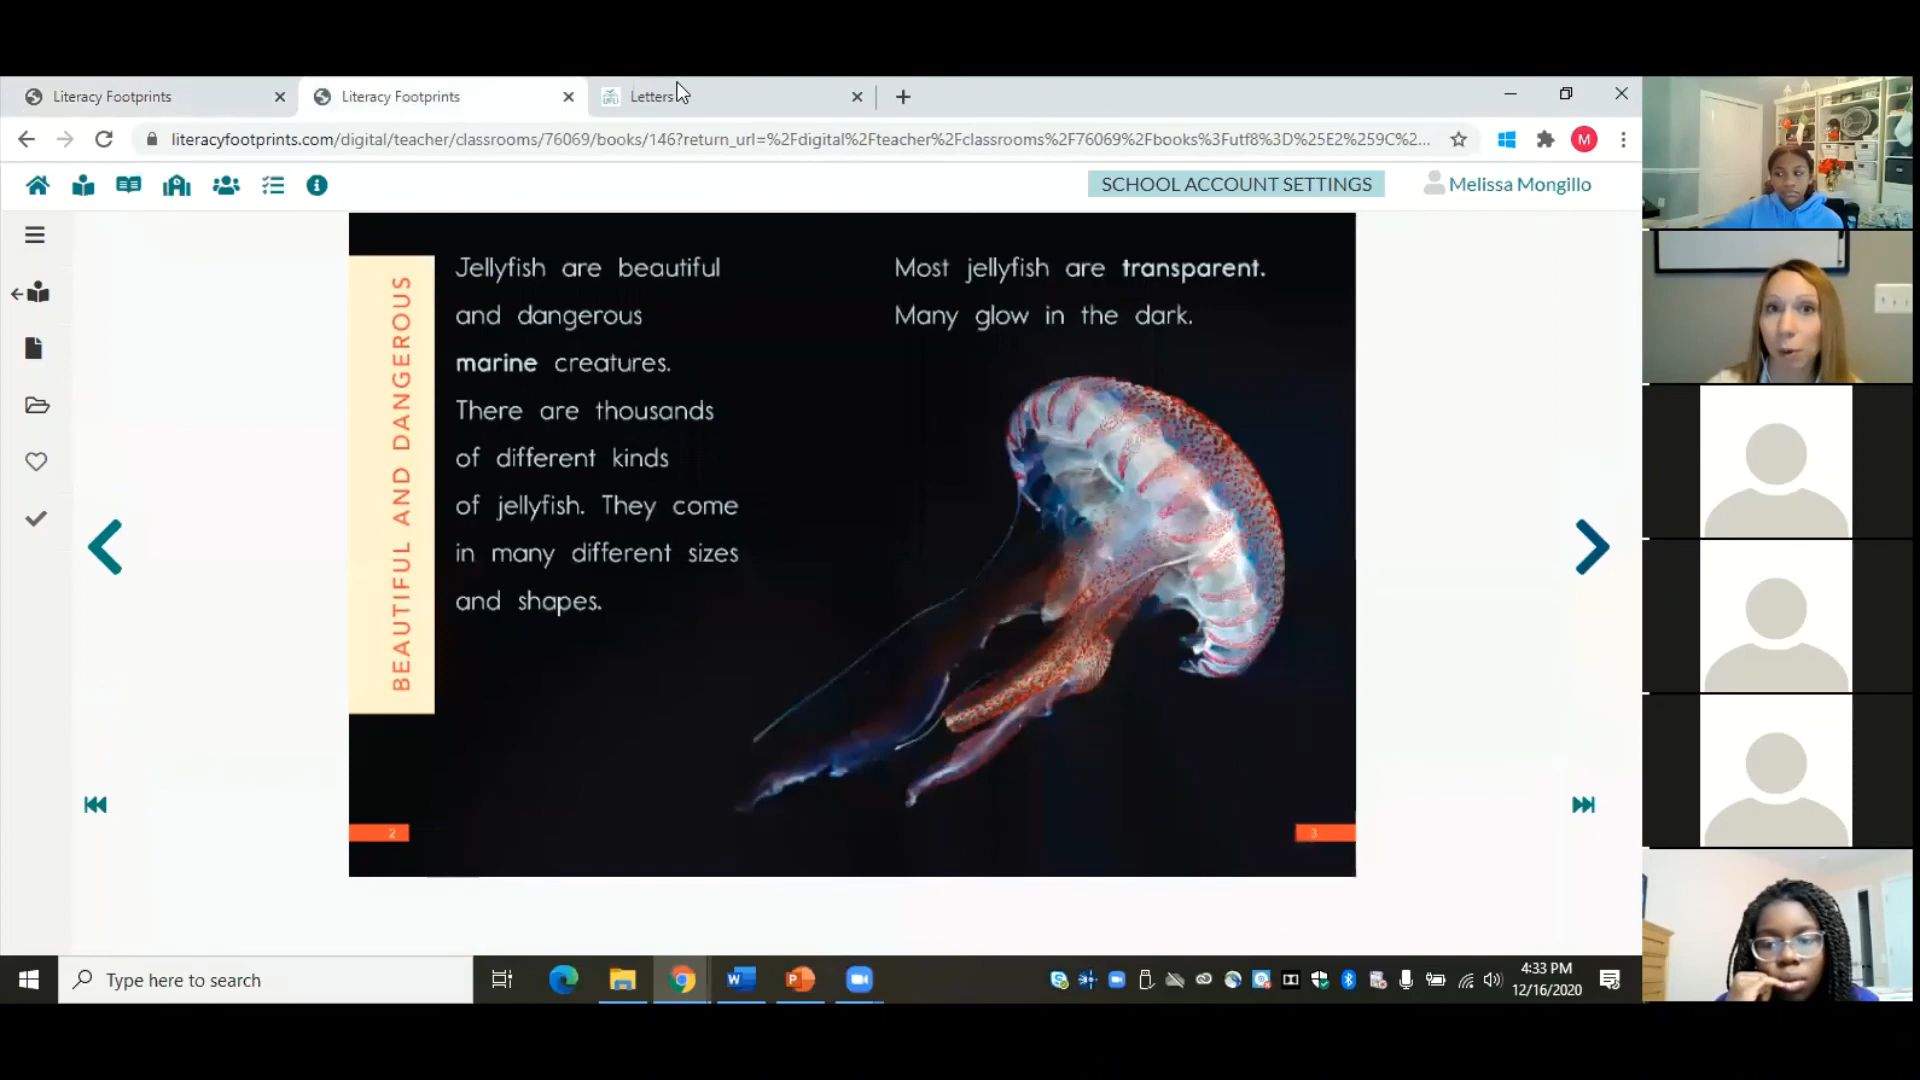 Literacy Footprints
Literacy Footprints
Letters
literacyfootprints.com/digital/teacher/classrooms/76069/books/146?return_url=%2Fdigital%2Fteacher%2Fclassrooms%2F76069%2Fbooks%3Futf8%3D%25E2%259C%2...
M
SCHOOL ACCOUNT SETTINGS
Melissa Mongillo
BEAUTIFUL AND DANGEROUS
Jellyfish are beautiful
and dangerous
marine creatures.
There are thousands
of different kinds
of jellyfish. They come
in many different sizes
and shapes.
Most jellyfish are transparent.
Many glow in the dark.
2
3
Type here to search
4:33 PM
12/16/2020